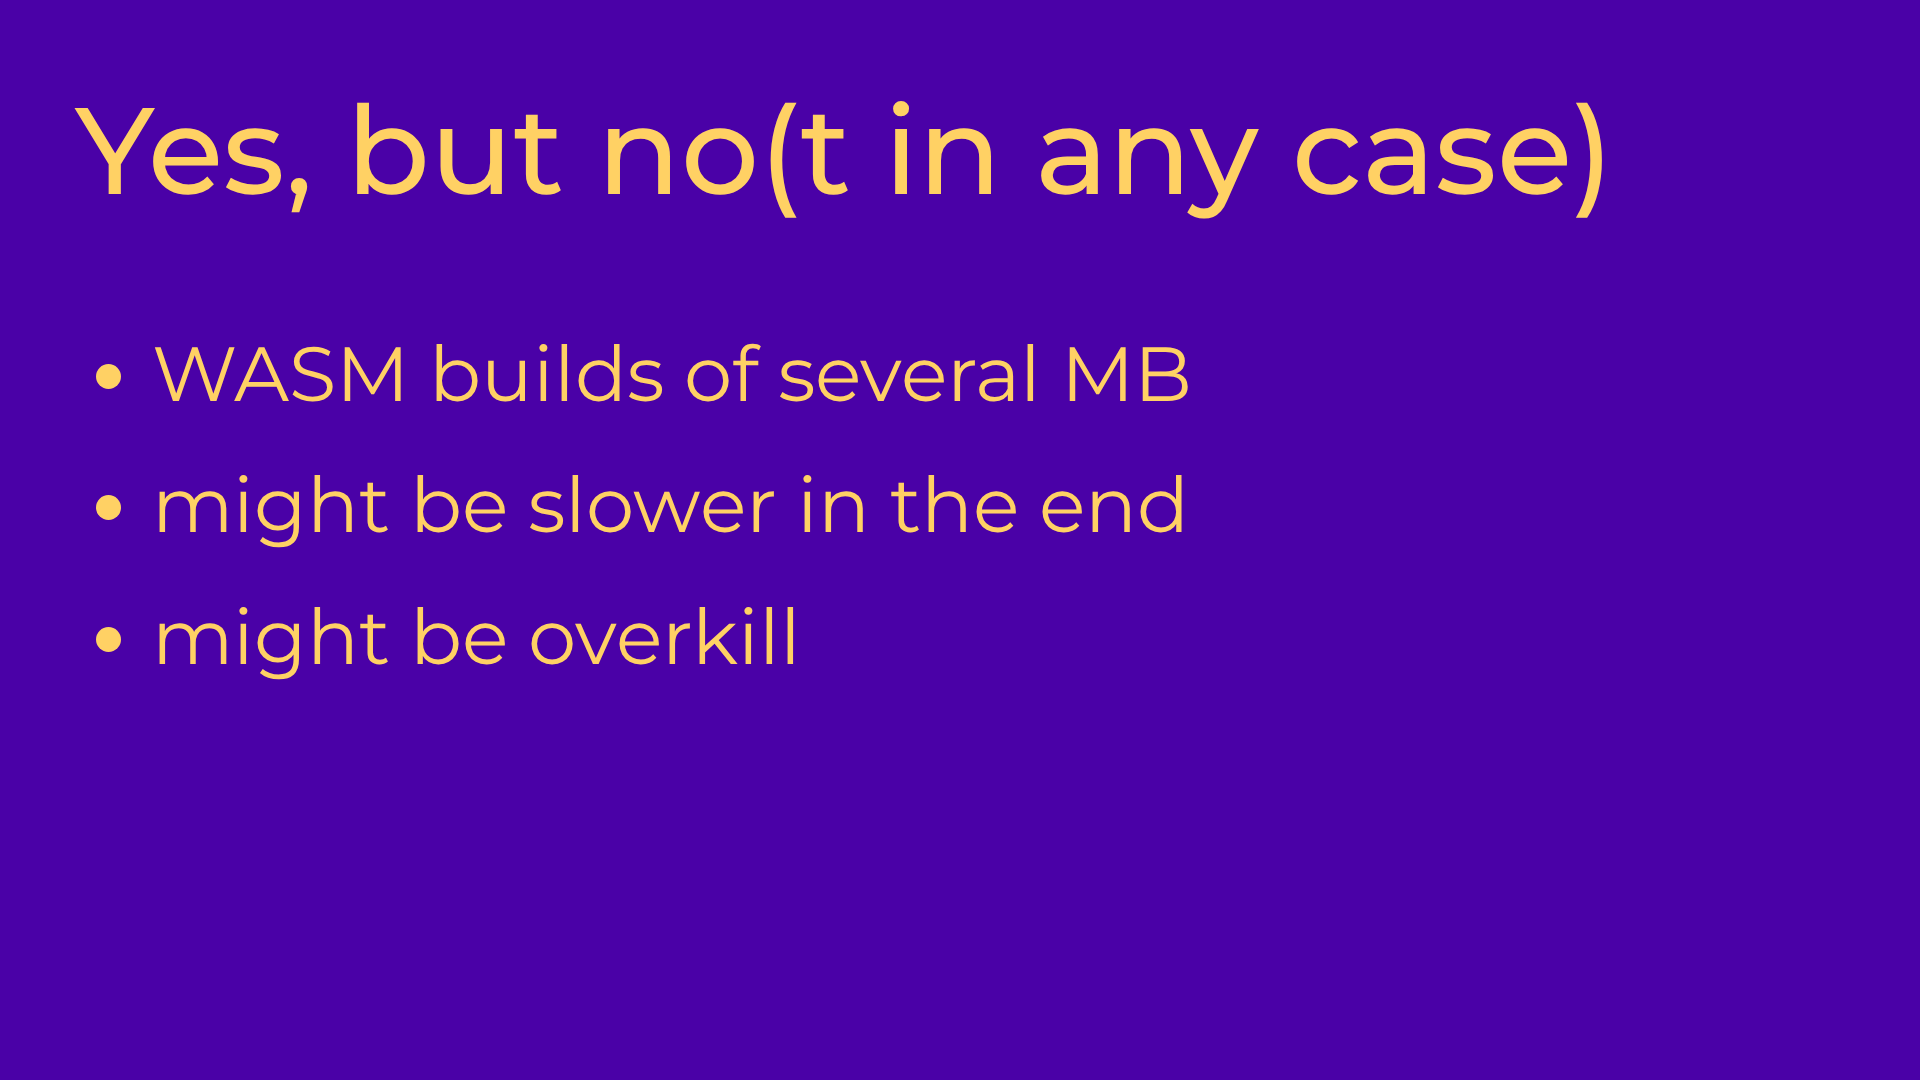 Yes, but no(t in any case)
• WASM builds of several MB
• might be slower in the end
• might be overkill